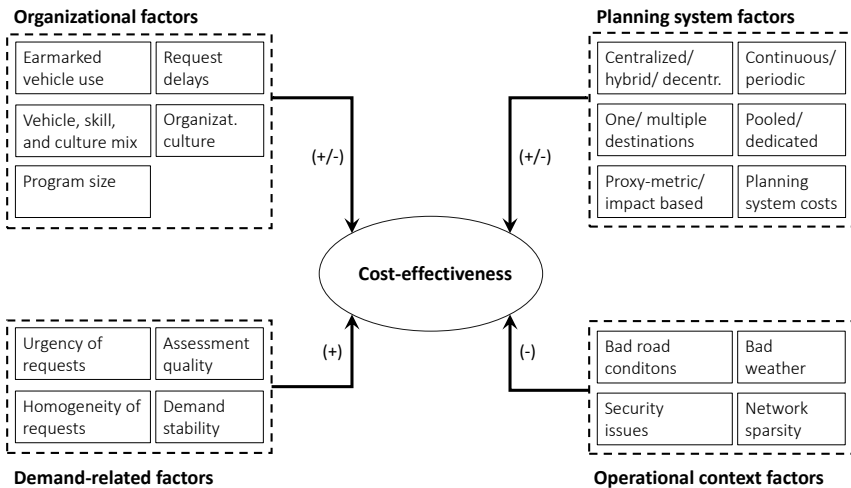 Organizational factors
Earmarked
vehicle use
Request
delays
Vehicle, skill,
and culture mix
Organizat.
culture
Program size
(+/-)
Planning system factors
Centralized/
hybrid/ decentr.
Continuous/
periodic
One/ multiple
destinations
Pooled/
dedicated
Proxy-metric/
impact based
Planning
system costs
(+/-)
Cost-effectiveness
Urgency of
requests
Assessment
quality
Homogeneity of
requests
Demand
stability
Demand-related factors
(+)
(-)
Bad road
conditons
Bad
weather
Security
issues
Network
sparsity
Operational context factors